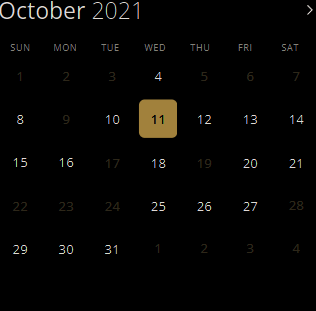 October 2021
SUN MON TUE WED THU FRI SAT
1 2 3 4 5 6 7
8 9 10 11 12 13 14
15 16 17 18 19 20 21
22 23 24 25 26 27 28
29 30 31 1 2 3 4